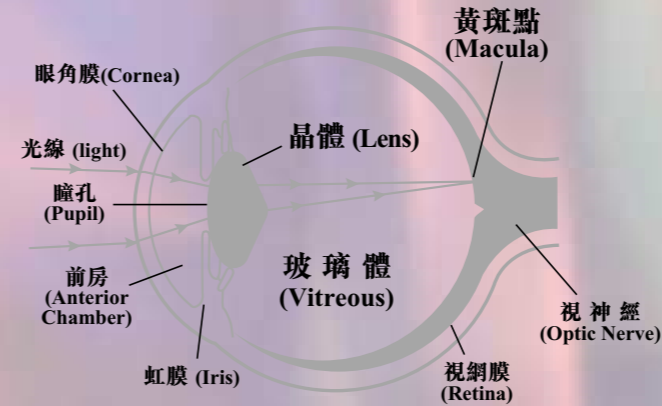 黃斑點
(Macula)
眼角膜(Cornea)
光線 (light)
晶體 (Lens)
瞳孔
(Pupil)
前房
(Anterior
Chamber)
玻 璃 體
(Vitreous)
視 神 經
(Optic Nerve)
虹膜 (Iris)
視網膜
(Retina)